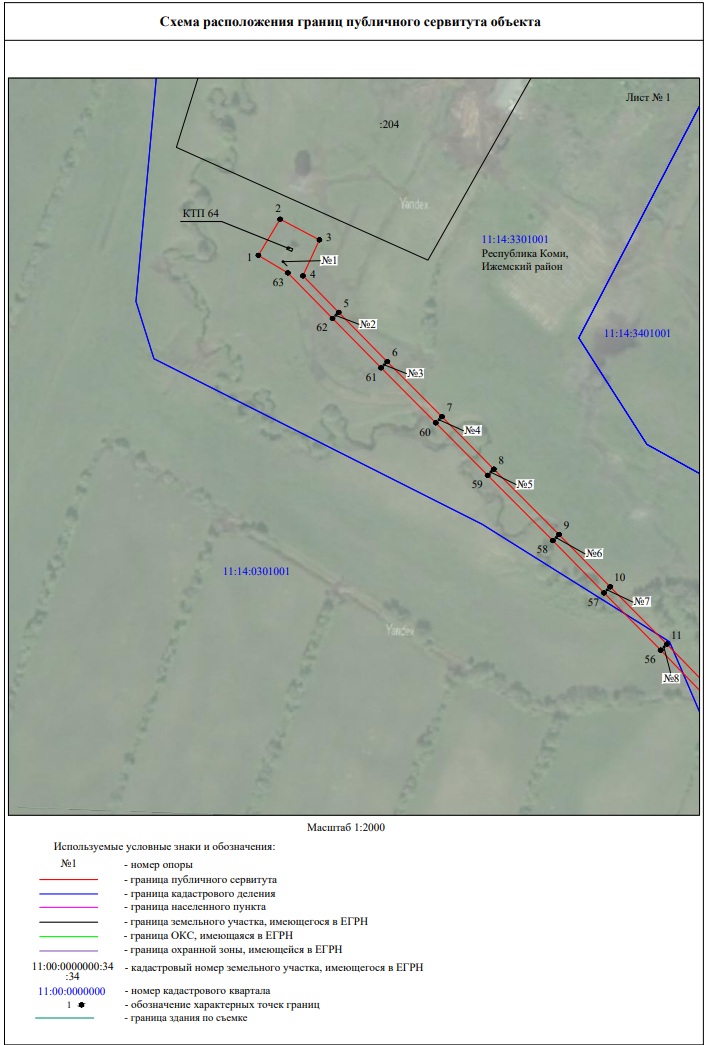 Схема расположения границ публичного сервитута объекта
Лист № 1
:204
Yandex
КТП 64
2
3
1
№1
4
63
11:14:3301001
Республика Коми,
Ижемский район
11:14:3401001
5
62
№2
6
61
№3
7
60
№4
8
59
№5
9
58
№6
10
57
№7
11
56
№8
11:14:0301001
Yandex
Масштаб 1:2000
Используемые условные знаки и обозначения:
№1 - номер опоры
- граница публичного сервитута
- граница кадастрового деления
- граница населенного пункта
- граница земельного участка, имеющегося в ЕГРН
- граница ОКС, имеющаяся в ЕГРН
- граница охранной зоны, имеющейся в ЕГРН
11:00:0000000:34 - кадастровый номер земельного участка, имеющегося в ЕГРН
:34
11:00:0000000 - номер кадастрового квартала
1 - обозначение характерных точек границ
- граница здания по съемке